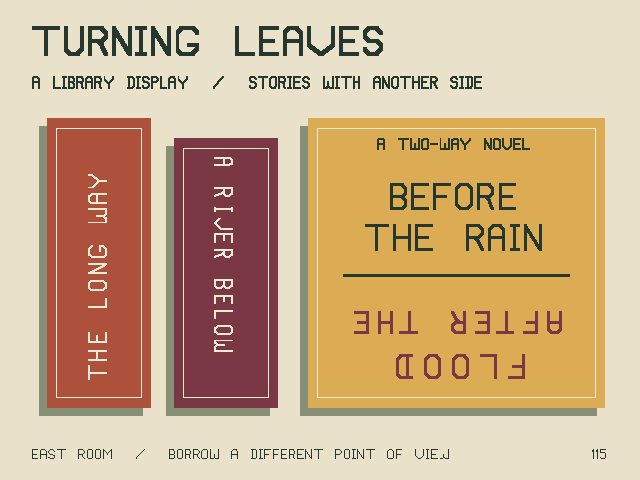 TURNING LEAVES
A LIBRARY DISPLAY / STORIES WITH ANOTHER SIDE
THE LONG WAY
A RIVER BELOW
A TWO-WAY NOVEL
BEFORE
THE RAIN
AFTER THE
FLOOD
EAST ROOM / BORROW A DIFFERENT POINT OF VIEW
115